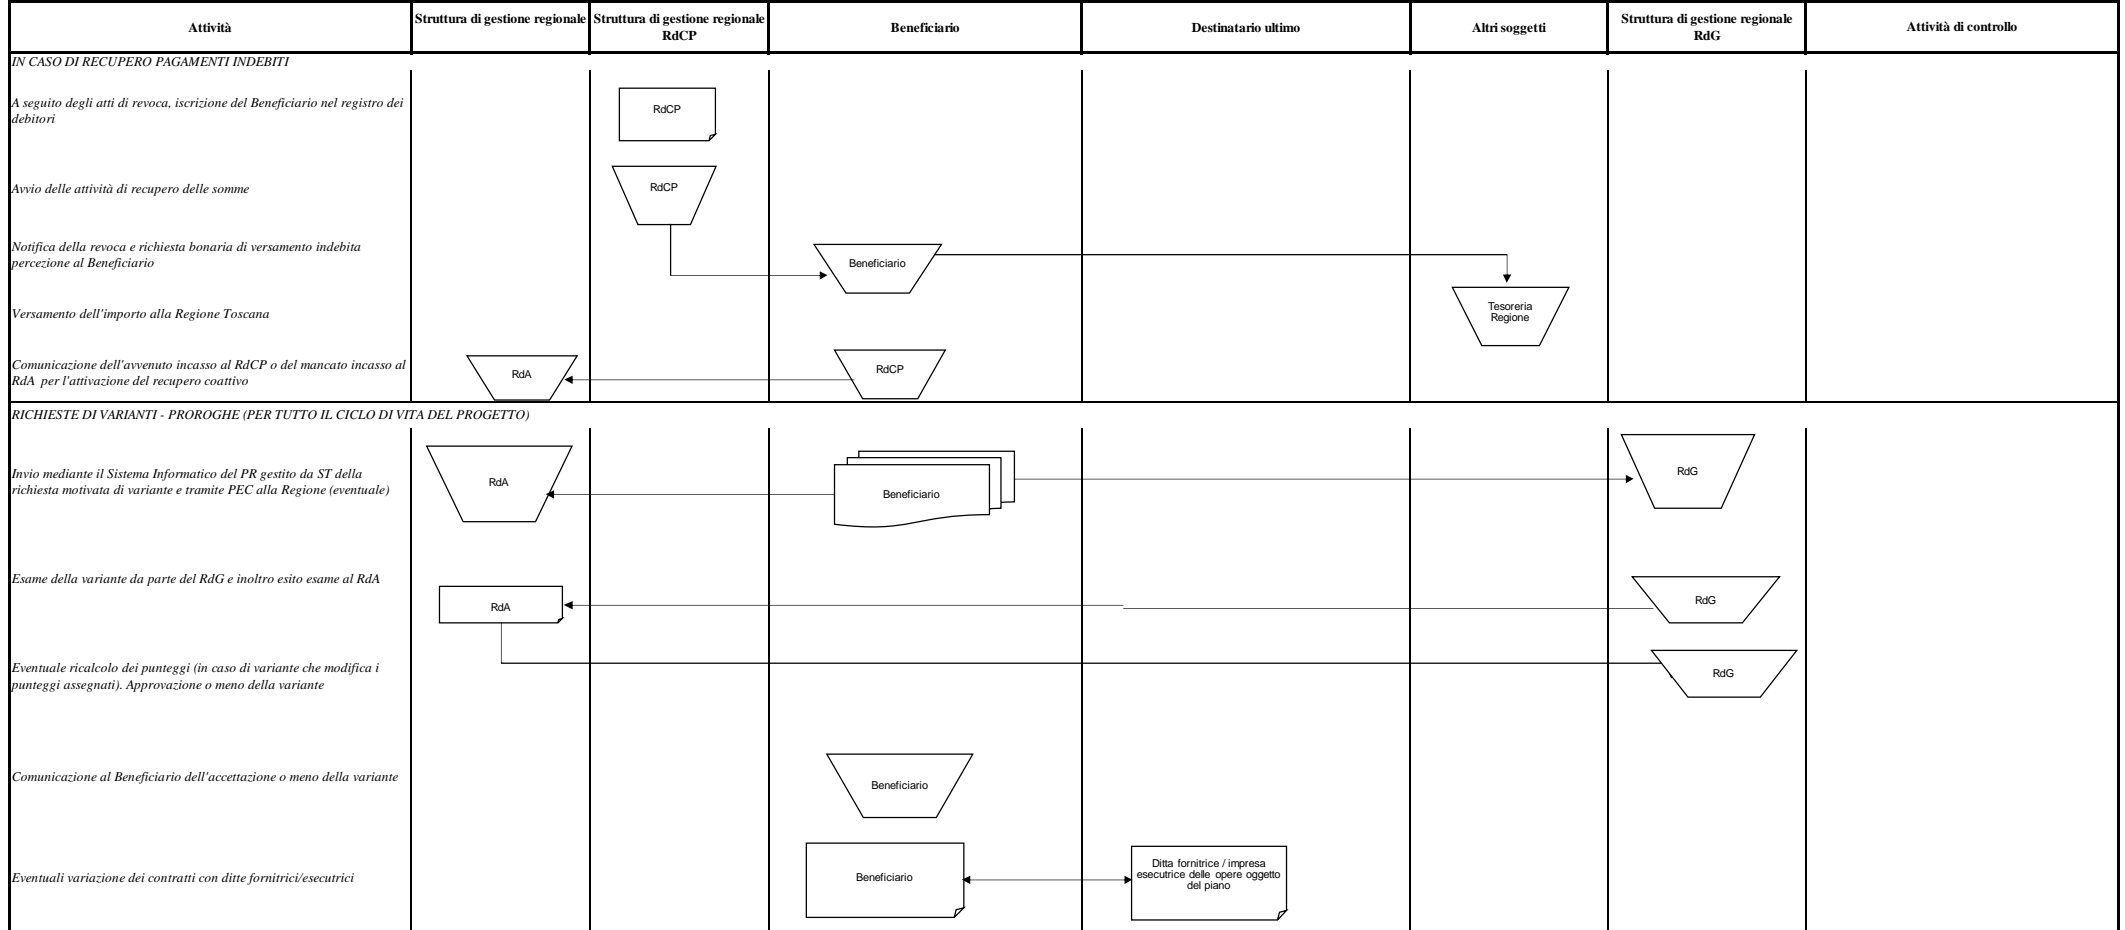 Attività
Struttura di gestione regionale
Struttura di gestione regionale
RdCP
Beneficiario
Destinatario ultimo
Altri soggetti
Struttura di gestione regionale
RdG
Attività di controllo
IN CASO DI RECUPERO PAGAMENTI INDEBITI
A seguito degli atti di revoca, iscrizione del Beneficiario nel registro dei
debitori
RdCP
Avvio delle attività di recupero delle somme
RdCP
Notifica della revoca e richiesta bonaria di versamento indebita
percezione al Beneficiario
Beneficiario
Versamento dell'importo alla Regione Toscana
Tesoreria
Regione
Comunicazione dell'avvenuto incasso al RdCP o del mancato incasso al
RdA per l'attivazione del recupero coattivo
RdA
RdCP
RICHIESTE DI VARIANTI - PROROGHE (PER TUTTO IL CICLO DI VITA DEL PROGETTO)
Invio mediante il Sistema Informatico del PR gestito da ST della
richiesta motivata di variante e tramite PEC alla Regione (eventuale)
RdA
Beneficiario
RdG
Esame della variante da parte del RdG e inoltro esito esame al RdA
RdA
RdG
Eventuale ricalcolo dei punteggi (in caso di variante che modifica i
punteggi assegnati). Approvazione o meno della variante
RdG
Comunicazione al Beneficiario dell'accettazione o meno della variante
Beneficiario
Eventuali variazione dei contratti con ditte fornitrici/esecutrici
Beneficiario
Ditta fornitrice / impresa
esecutrice delle opere oggetto
del piano